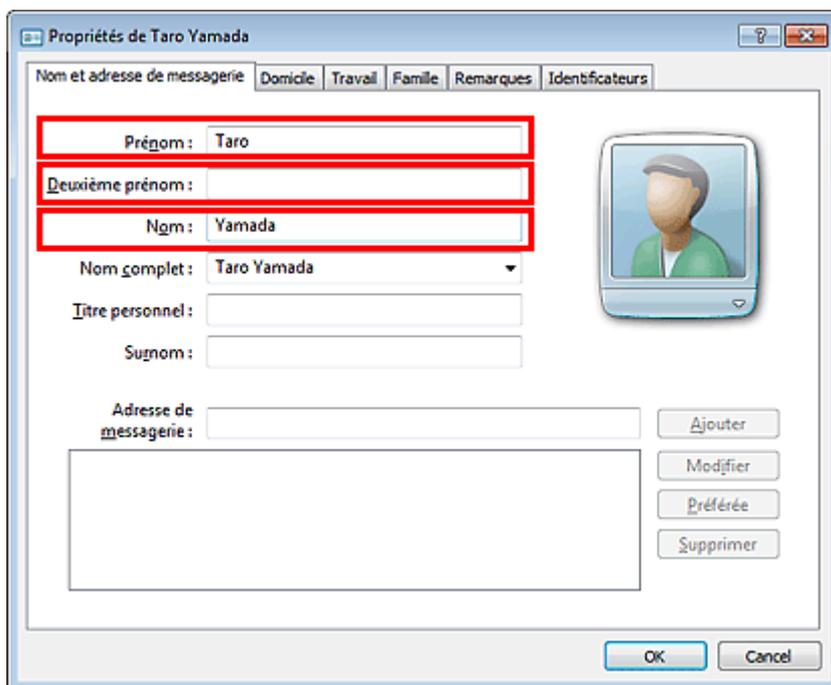 Propriétés de Taro Yamada
Nom et adresse de messagerie Domicile Travail Famille Remarques Identificateurs
Prénom : Taro
Deuxième prénom :
Nom : Yamada
Nom complet : Taro Yamada
Titre personnel :
Surnom :
Adresse de
messagerie :
Ajouter
Modifier
Préférée
Supprimer
OK Cancel